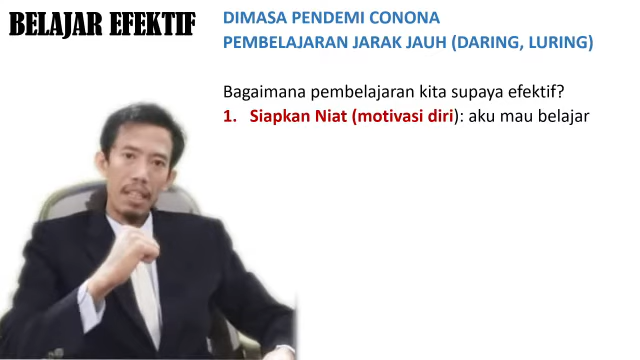 BELAJAR EFEKTIF
DIMASA PENDEMI CONONA
PEMBELAJARAN JARAK JAUH (DARING, LURING)
Bagaimana pembelajaran kita supaya efektif?
1. Siapkan Niat (motivasi diri): aku mau belajar